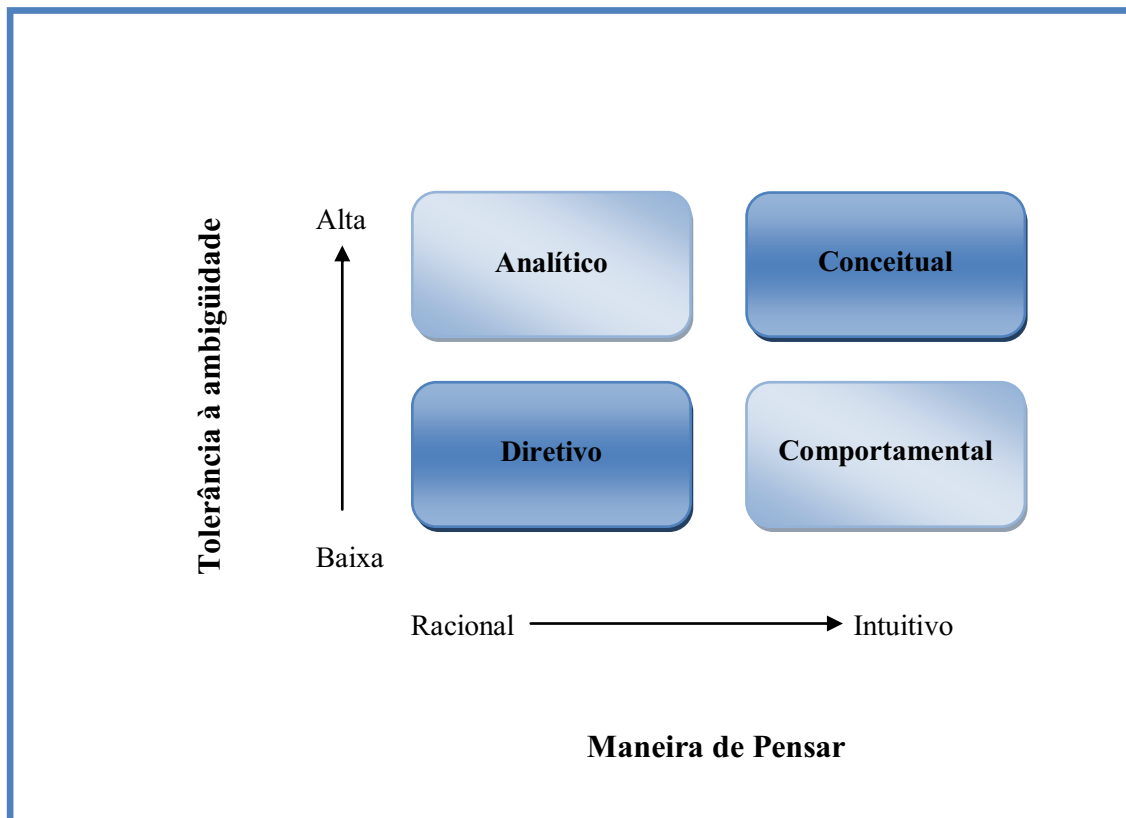 Tolerância à ambigüidade
Alta
Analítico
Conceitual
Diretivo
Comportamental
Baixa
Racional
Intuitivo
Maneira de Pensar